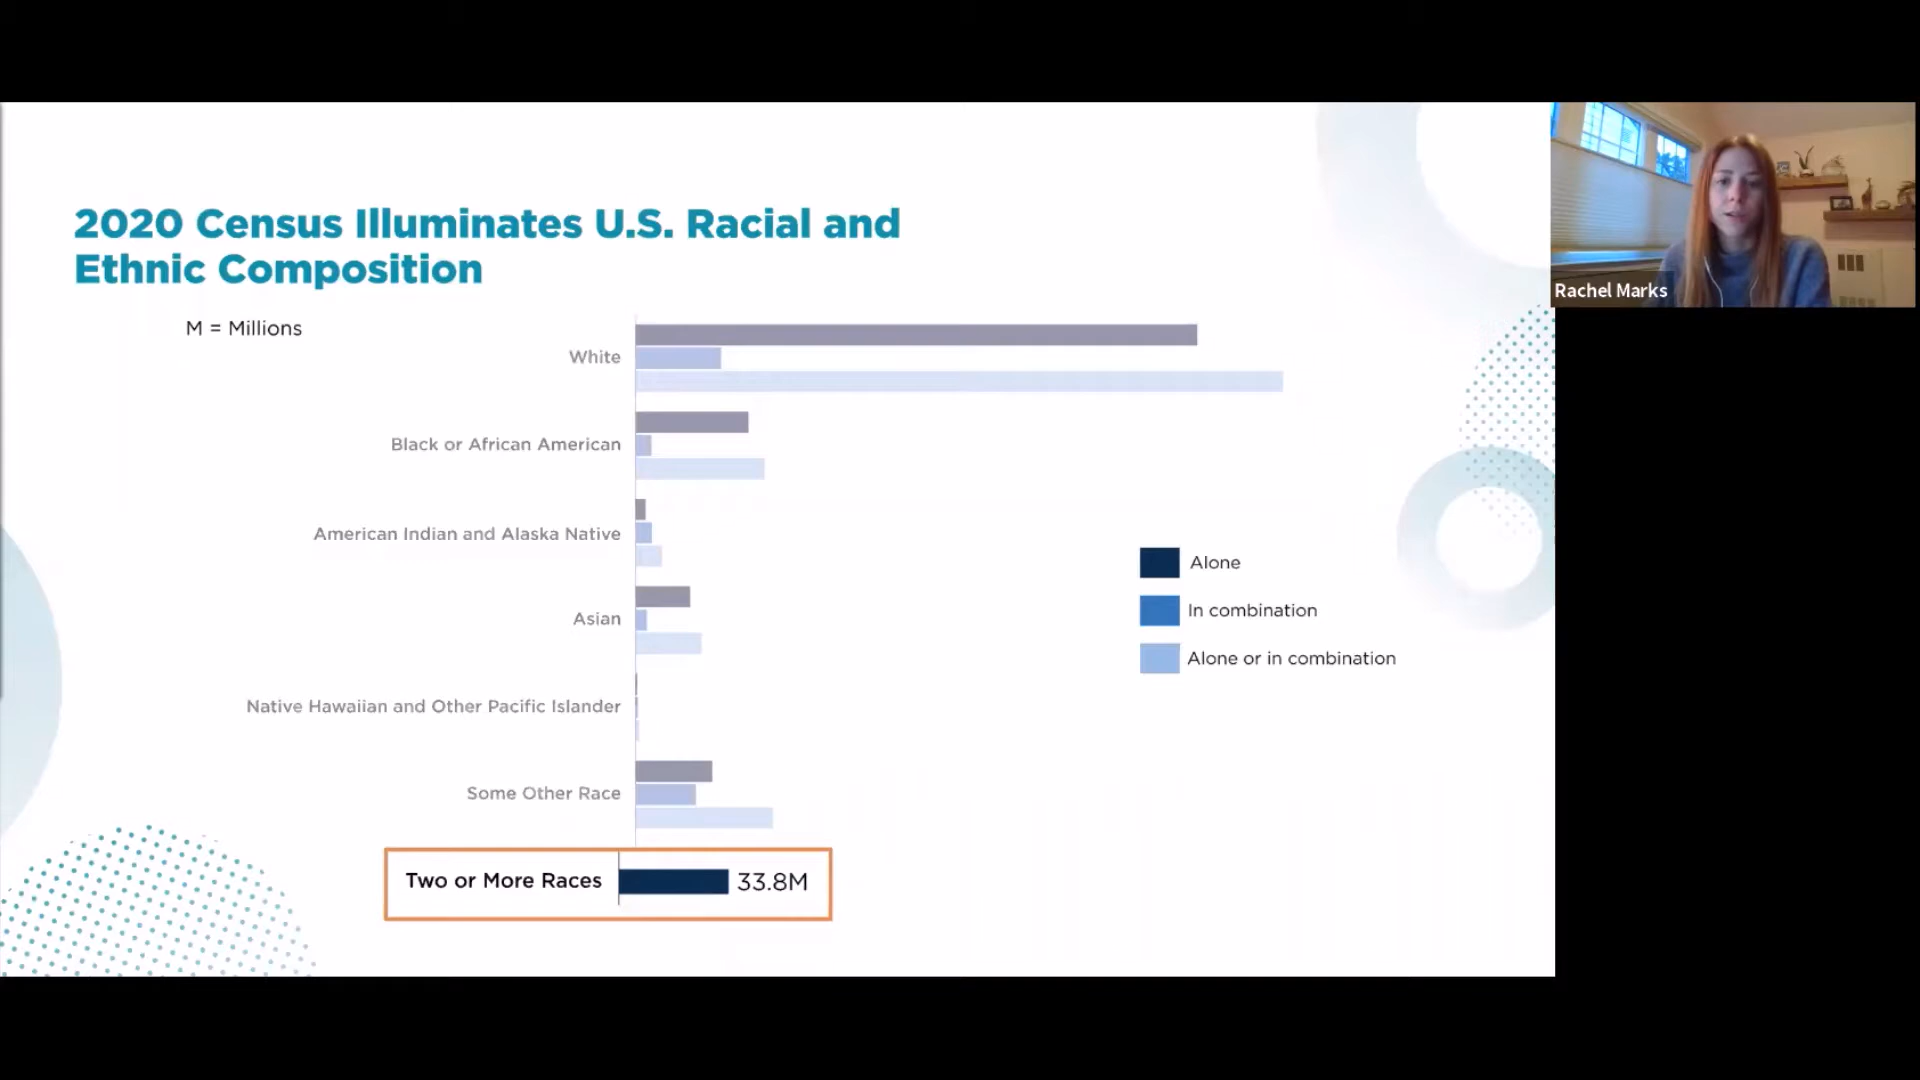 2020 Census Illuminates U.S. Racial and
Ethnic Composition
M = Millions
White
Black or African American
American Indian and Alaska Native
Asian
Native Hawaiian and Other Pacific Islander
Some Other Race
Two or More Races 33.8M
Alone
In combination
Alone or in combination
Rachel Marks